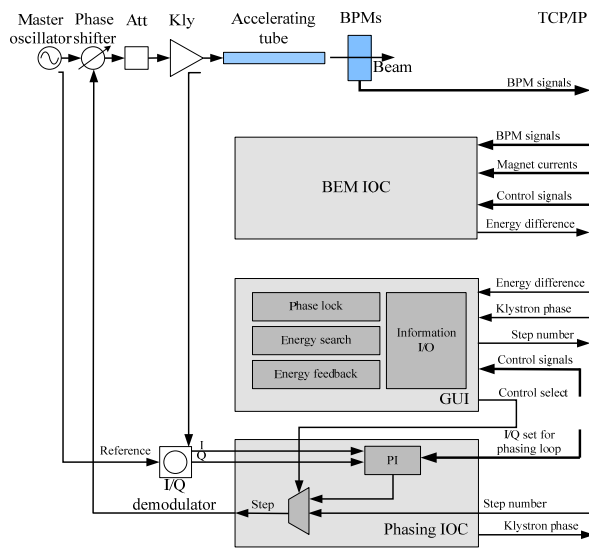 Master oscillator
Phase shifter
Att
Kly
Accelerating tube
BPMs
TCP/IP
Beam
BPM signals
BEM IOC
BPM signals
Magnet currents
Control signals
Energy difference
Phase lock
Energy search
Energy feedback
Information I/O
GUI
Energy difference
Klystron phase
Step number
Control signals
Control select
I/Q set for phasing loop
Reference
I
Q
I/Q demodulator
PI
Step
Phasing IOC
Step number
Klystron phase